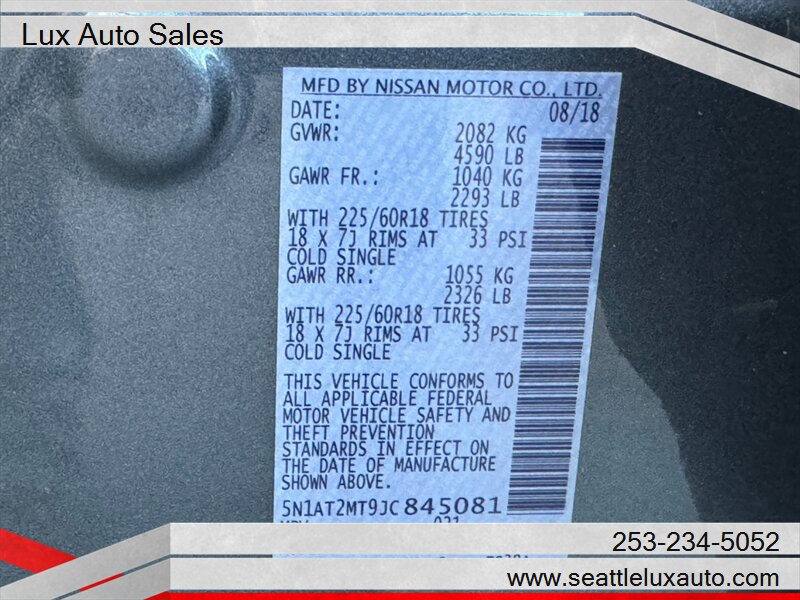 Lux Auto Sales
MFD BY NISSAN MOTOR CO., LTD.
DATE: 08/18
GVWR: 2082 KG
4590 LB
GAWR FR.: 1040 KG
2293 LB
WITH 225/60R18 TIRES
18 X 7J RIMS AT 33 PSI
COLD SINGLE
GAWR RR.: 1055 KG
2326 LB
WITH 225/60R18 TIRES
18 X 7J RIMS AT 33 PSI
COLD SINGLE
THIS VEHICLE CONFORMS TO
ALL APPLICABLE FEDERAL
MOTOR VEHICLE SAFETY AND
THEFT PREVENTION
STANDARDS IN EFFECT ON
THE DATE OF MANUFACTURE
SHOWN ABOVE.
5N1AT2MT9JC845081
253-234-5052
www.seattleluxauto.com